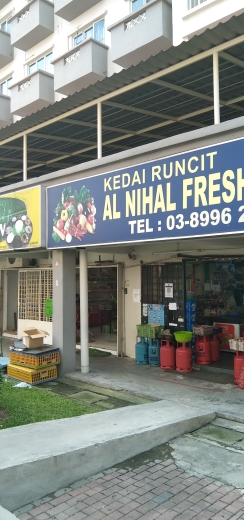 KEDAI RUNCIT
AL NIHAL FRESH
TEL : 03-8996 2